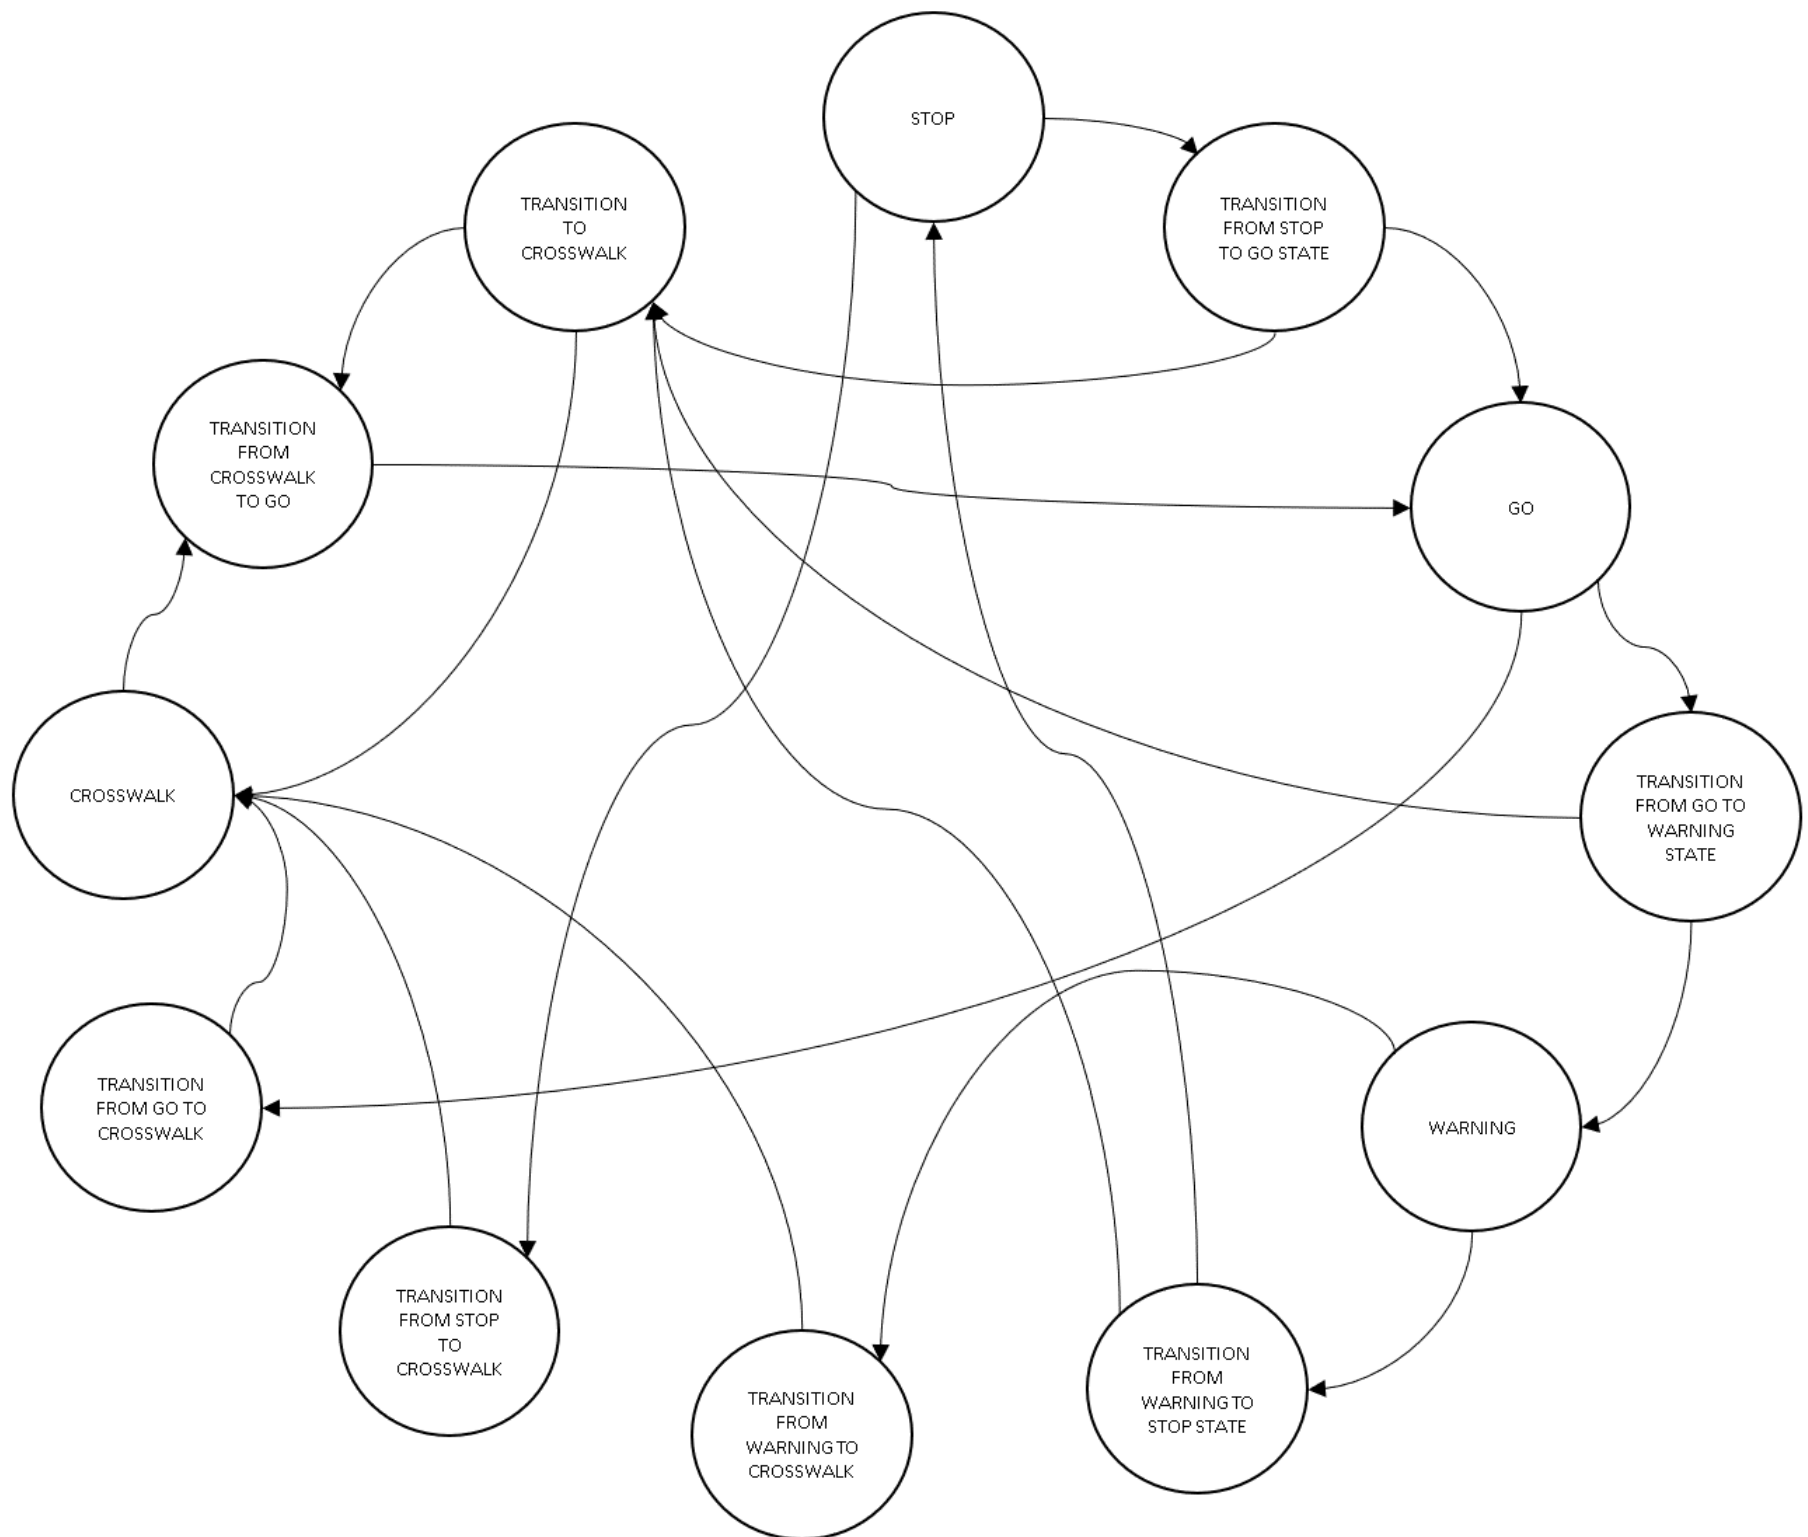 STOP
TRANSITION
TO
CROSSWALK
TRANSITION
FROM STOP
TO GO STATE
TRANSITION
FROM
CROSSWALK
TO GO
GO
CROSSWALK
TRANSITION
FROM GO TO
WARNING
STATE
TRANSITION
FROM GO TO
CROSSWALK
WARNING
TRANSITION
FROM STOP
TO
CROSSWALK
TRANSITION
FROM
WARNING TO
CROSSWALK
TRANSITION
FROM
WARNING TO
STOP STATE